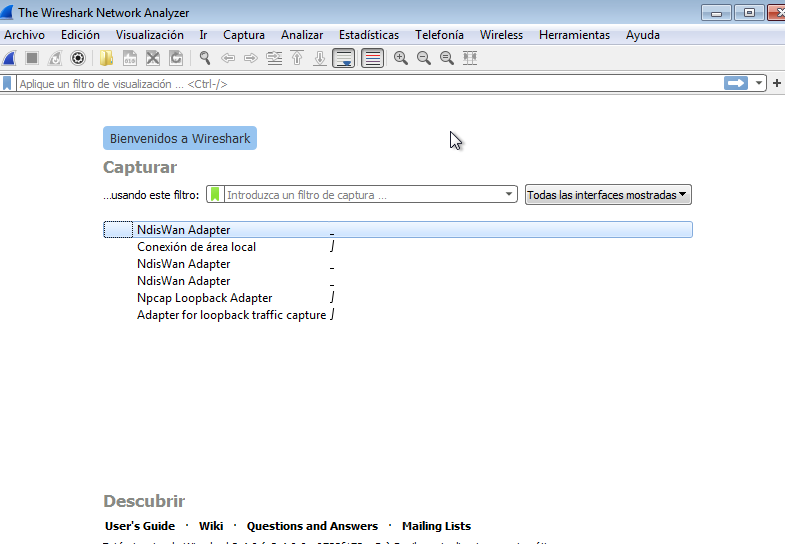 The Wireshark Network Analyzer
Archivo Edición Visualización Ir Captura Analizar Estadísticas Telefonía Wireless Herramientas Ayuda
Aplique un filtro de visualización ... <Ctrl-/>
Bienvenidos a Wireshark
Capturar
...usando este filtro: Introduzca un filtro de captura ... Todas las interfaces mostradas
NdisWan Adapter
Conexión de área local
NdisWan Adapter
NdisWan Adapter
Npcap Loopback Adapter
Adapter for loopback traffic capture
Descubrir
User's Guide · Wiki · Questions and Answers · Mailing Lists